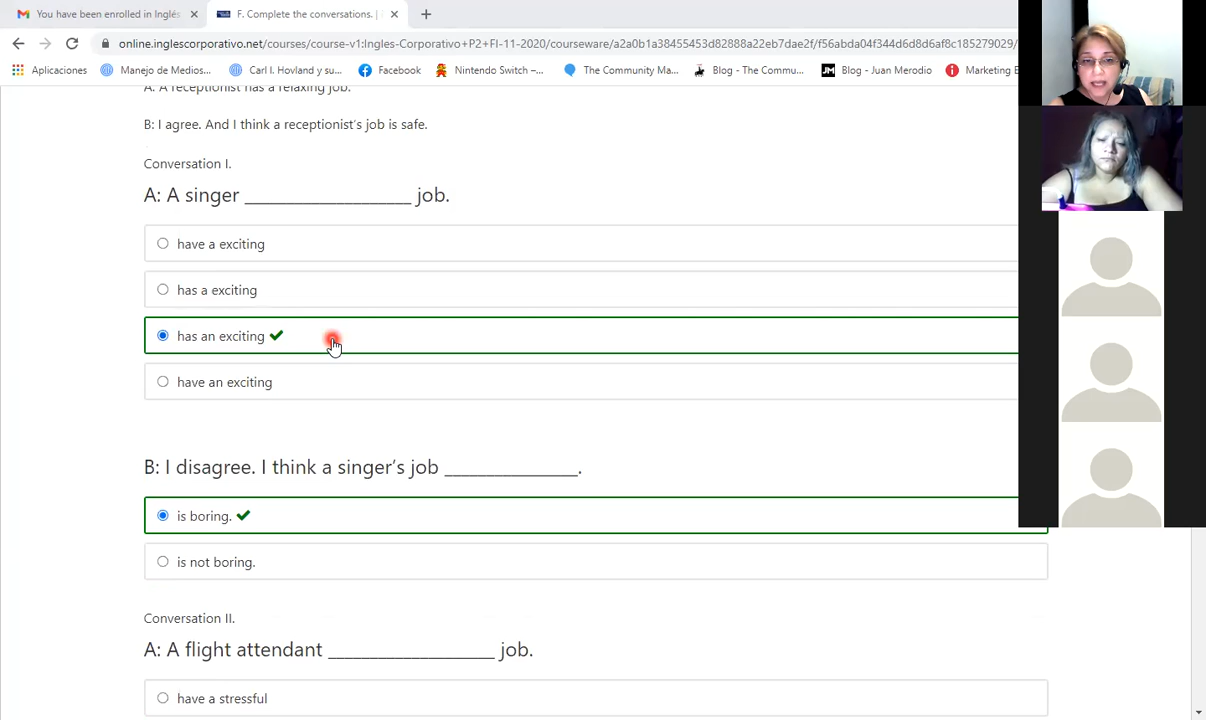 You have been enrolled in Inglés
F. Complete the conversations. |
online.inglescorporativo.net/courses/course-v1:Ingles-Corporativo+P2+FI-11-2020/courseware/a2a0b1a38455453d82888a22eb7dae2f/f56abda04f344d6d8d6af8c185279029/
Aplicaciones
Manejo de Medios...
Carl I. Hovland y su...
Facebook
Nintendo Switch –...
The Community Ma...
Blog - The Commu...
Blog - Juan Merodio
Marketing E
A: A receptionist has a relaxing job.
B: I agree. And I think a receptionist's job is safe.
Conversation I.
A: A singer ___________________ job.
have a exciting
has a exciting
has an exciting
have an exciting
B: I disagree. I think a singer's job _______________.
is boring.
is not boring.
Conversation II.
A: A flight attendant ___________________ job.
have a stressful